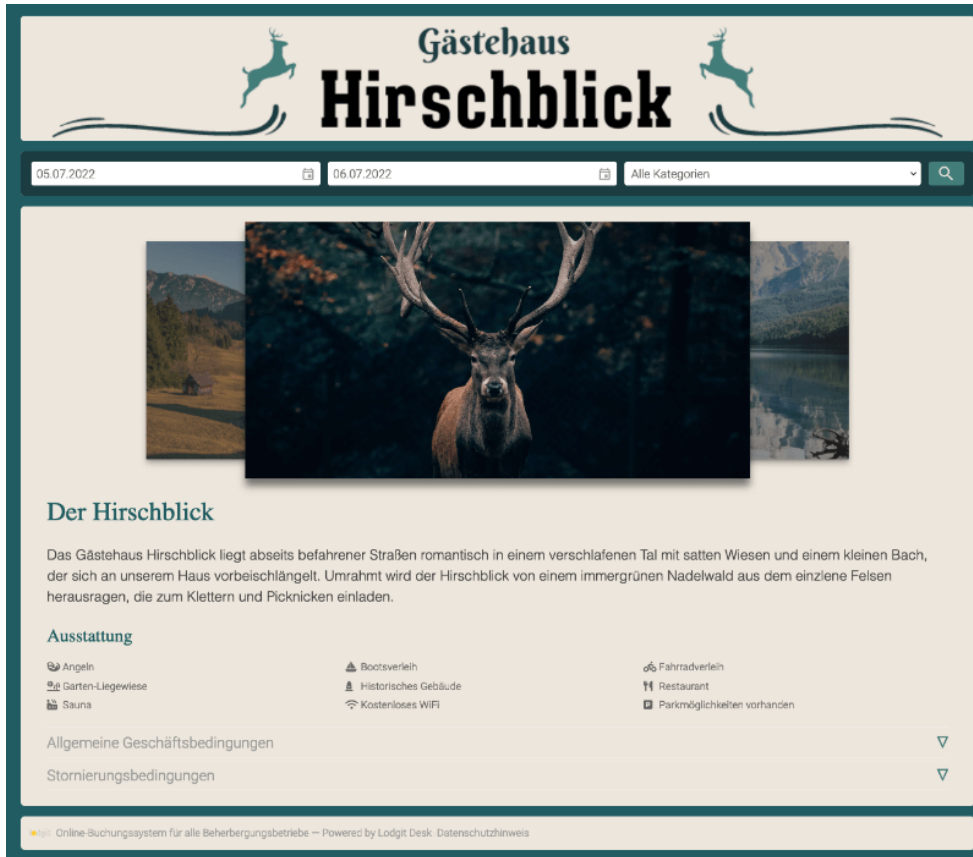 Gästehaus
Hirschblick
05.07.2022
06.07.2022
Alle Kategorien
Der Hirschblick
Das Gästehaus Hirschblick liegt abseits befahrener Straßen romantisch in einem verschlafenen Tal mit satten Wiesen und einem kleinen Bach,
der sich an unserem Haus vorbeischlängelt. Umrahmt wird der Hirschblick von einem immergrünen Nadelwald aus dem einzlene Felsen
herausragen, die zum Klettern und Picknicken einladen.
Ausstattung
Angeln
Bootsverleih
Fahrradverleih
Garten-Liegewiese
Historisches Gebäude
Restaurant
Sauna
Kostenloses WiFi
Parkmöglichkeiten vorhanden
Allgemeine Geschäftsbedingungen
Stornierungsbedingungen
Online-Buchungssystem für alle Beherbergungsbetriebe — Powered by Lodgit Desk Datenschutzhinweis